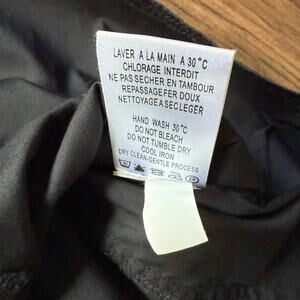 LAVER A LA MAIN A 30°C
CHLORAGE INTERDIT
NE PAS SECHER EN TAMBOUR
REPASSAGE FER DOUX
NETTOYAGE A SEC LEGER
HAND WASH 30°C
DO NOT BLEACH
DO NOT TUMBLE DRY
COOL IRON
DRY CLEAN-GENTLE PROCESS